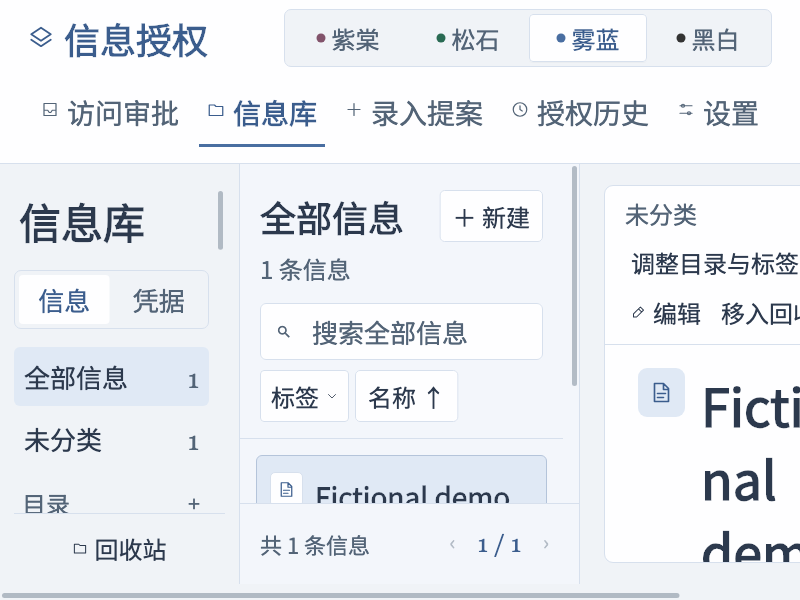 信息授权
紫棠 松石 雾蓝 黑白
访问审批 信息库 录入提案 授权历史 设置
信息库
信息 凭据
全部信息 1
未分类 1
目录 +
回收站
全部信息
+ 新建
1 条信息
搜索全部信息
标签 名称 ↑
Fictional demo
共 1 条信息 ‹ 1 / 1 ›
未分类
调整目录与标签
编辑 移入回
Ficti
nal
dem